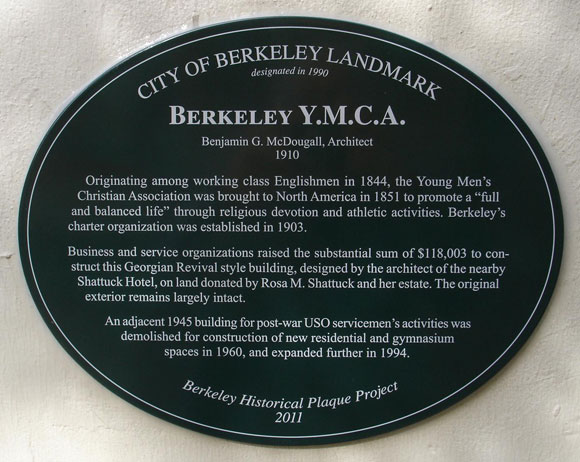 CITY OF BERKELEY LANDMARK
designated in 1990
BERKELEY Y.M.C.A.
Benjamin G. McDougall, Architect
1910
Originating among working class Englishmen in 1844, the Young Men's
Christian Association was brought to North America in 1851 to promote a “full
and balanced life” through religious devotion and athletic activities. Berkeley's
charter organization was established in 1903.
Business and service organizations raised the substantial sum of $118,003 to con-
struct this Georgian Revival style building, designed by the architect of the nearby
Shattuck Hotel, on land donated by Rosa M. Shattuck and her estate. The original
exterior remains largely intact.
An adjacent 1945 building for post-war USO servicemen's activities was
demolished for construction of new residential and gymnasium
spaces in 1960, and expanded further in 1994.
Berkeley Historical Plaque Project
2011